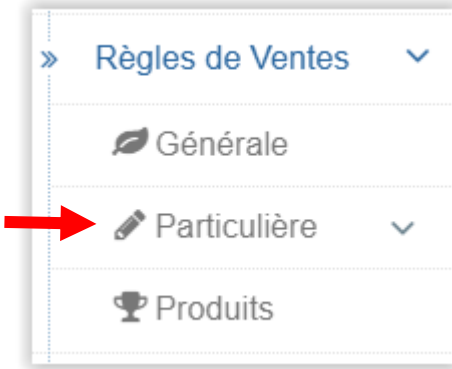 » Règles de Ventes
Générale
Particulière
Produits